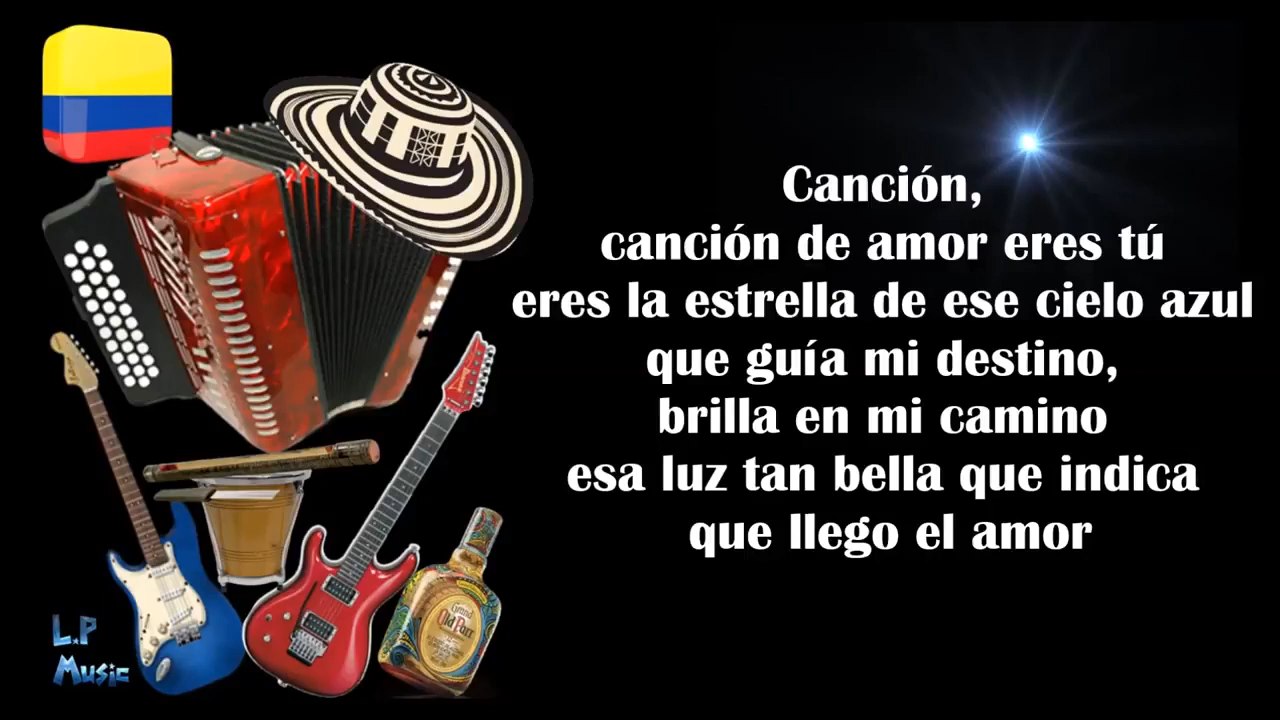 Canción,
canción de amor eres tú
eres la estrella de ese cielo azul
que guía mi destino,
brilla en mi camino
esa luz tan bella que indica
que llego el amor
Grand
Old Parr
L.P
Music